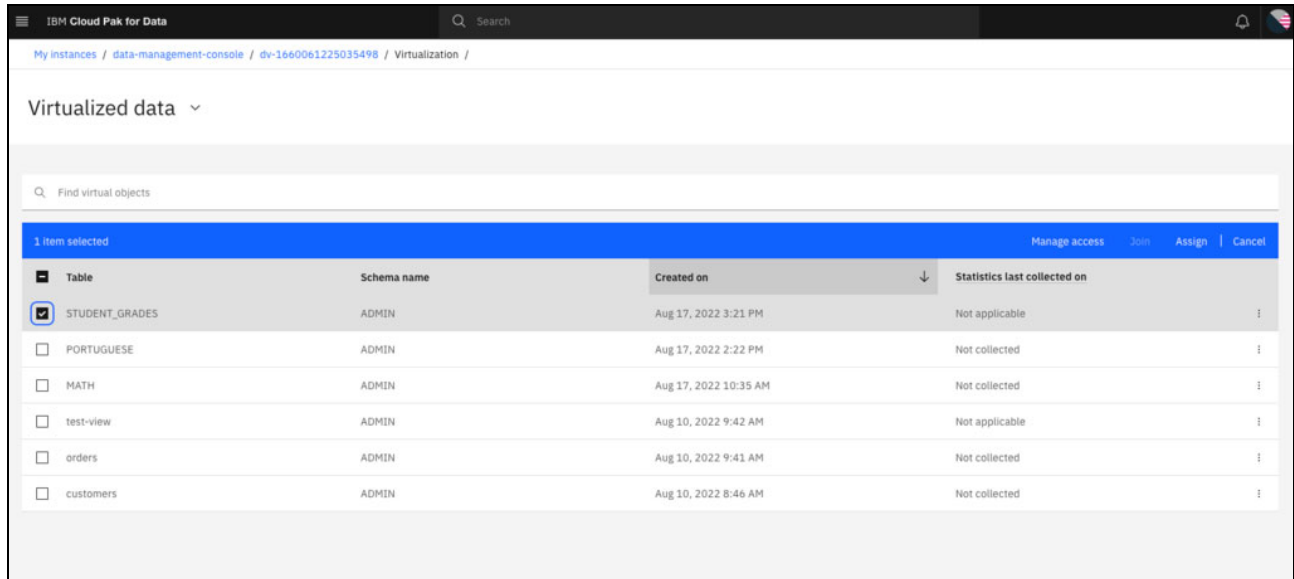 IBM Cloud Pak for Data Search
My instances / data-management-console / dv-1660061225035498 / Virtualization /
Virtualized data
Find virtual objects
1 item selected Manage access Join Assign | Cancel
Table Schema name Created on Statistics last collected on
STUDENT_GRADES ADMIN Aug 17, 2022 3:21 PM Not applicable
PORTUGUESE ADMIN Aug 17, 2022 2:22 PM Not collected
MATH ADMIN Aug 17, 2022 10:35 AM Not collected
test-view ADMIN Aug 10, 2022 9:42 AM Not applicable
orders ADMIN Aug 10, 2022 9:41 AM Not collected
customers ADMIN Aug 10, 2022 8:46 AM Not collected